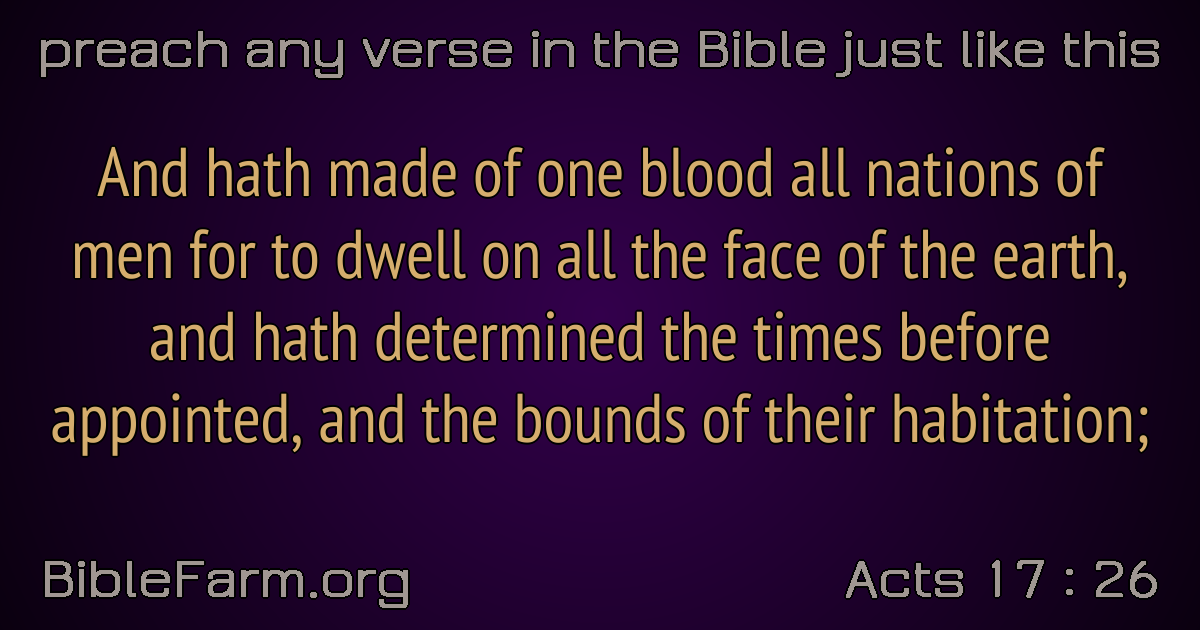 preach any verse in the Bible just like this
And hath made of one blood all nations of
men for to dwell on all the face of the earth,
and hath determined the times before
appointed, and the bounds of their habitation;
BibleFarm.org
Acts 17 : 26